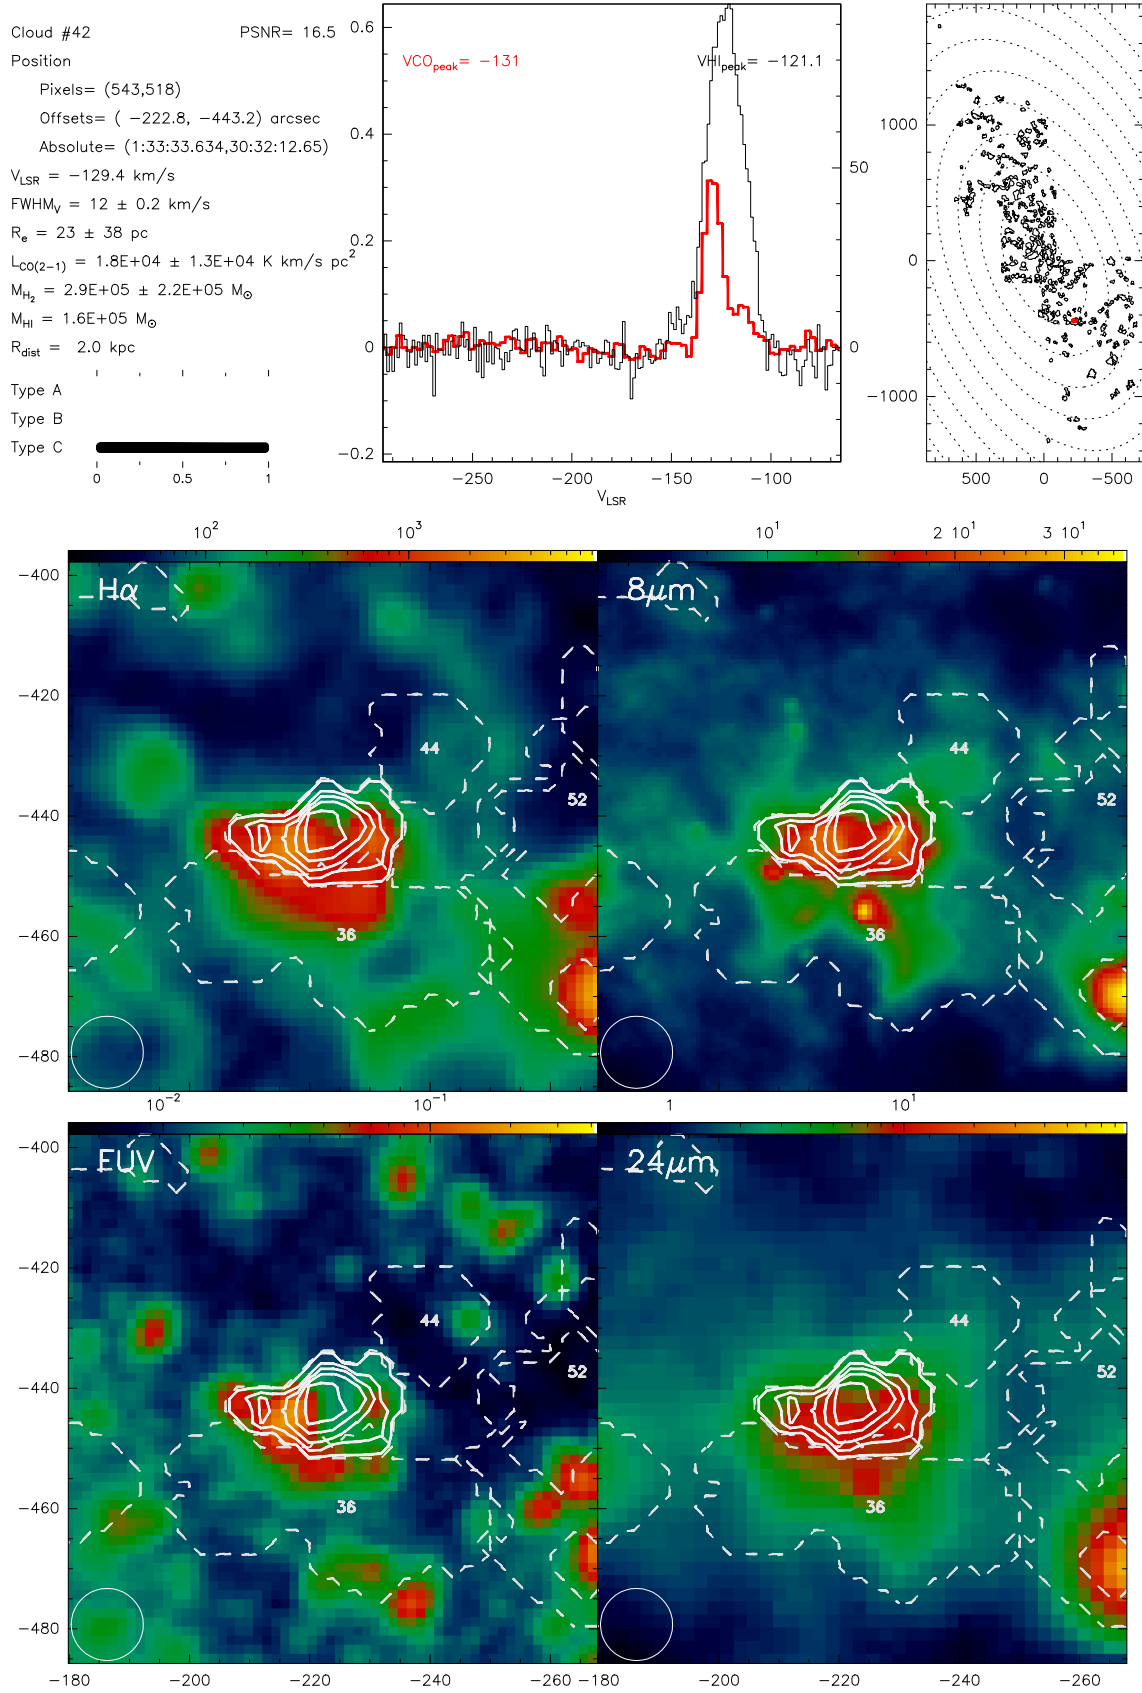 Cloud #42 PSNR= 16.5
Position
Pixels= (543,518)
Offsets= ( −222.8, −443.2) arcsec
Absolute= (1:33:33.634,30:32:12.65)
V_LSR = −129.4 km/s
FWHM_V = 12 ± 0.2 km/s
R_e = 23 ± 38 pc
L_CO(2−1) = 1.8E+04 ± 1.3E+04 K km/s pc²
M_H₂ = 2.9E+05 ± 2.2E+05 M⊙
M_HI = 1.6E+05 M⊙
R_dist = 2.0 kpc
Type A
Type B
Type C
0 0.5 1
VCO_peak= −131 VHI_peak= −121.1
0.6
0.4
0.2
0
−0.2
50
0
−250 −200 −150 −100
V_LSR
1000
0
−1000
500 0 −500
10² 10³ 10¹ 2 10¹ 3 10¹
Hα 8μm
−400
−420
−440
−460
−480
44 52 36
44 52 36
10⁻² 10⁻¹ 1 10¹
EUV 24μm
−400
−420
−440
−460
−480
44 52 36
44 52 36
−180 −200 −220 −240 −260 −180 −200 −220 −240 −260